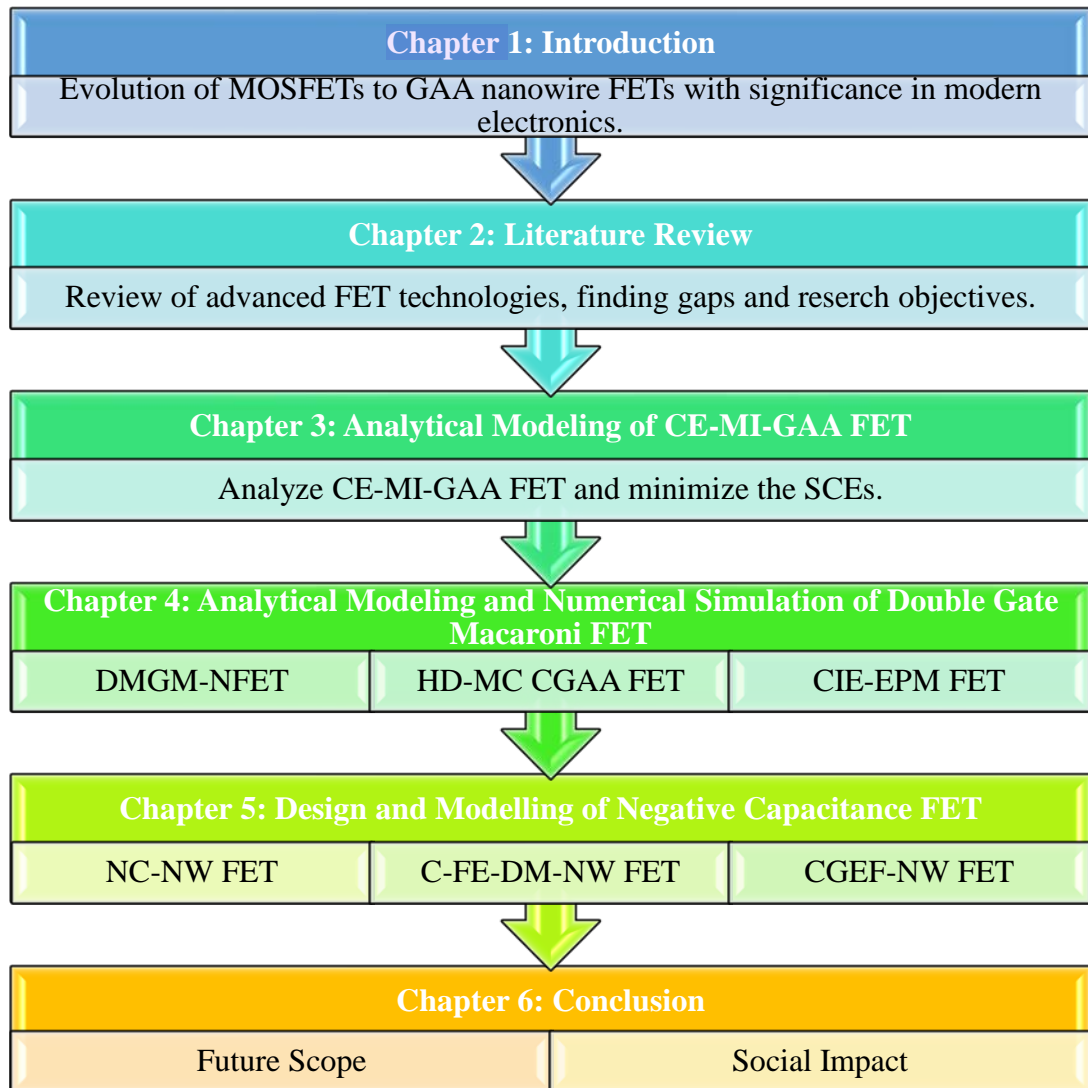 Chapter 1: Introduction
Evolution of MOSFETs to GAA nanowire FETs with significance in modern
electronics.
Chapter 2: Literature Review
Review of advanced FET technologies, finding gaps and reserch objectives.
Chapter 3: Analytical Modeling of CE-MI-GAA FET
Analyze CE-MI-GAA FET and minimize the SCEs.
Chapter 4: Analytical Modeling and Numerical Simulation of Double Gate
Macaroni FET
DMGM-NFET
HD-MC CGAA FET
CIE-EPM FET
Chapter 5: Design and Modelling of Negative Capacitance FET
NC-NW FET
C-FE-DM-NW FET
CGEF-NW FET
Chapter 6: Conclusion
Future Scope
Social Impact